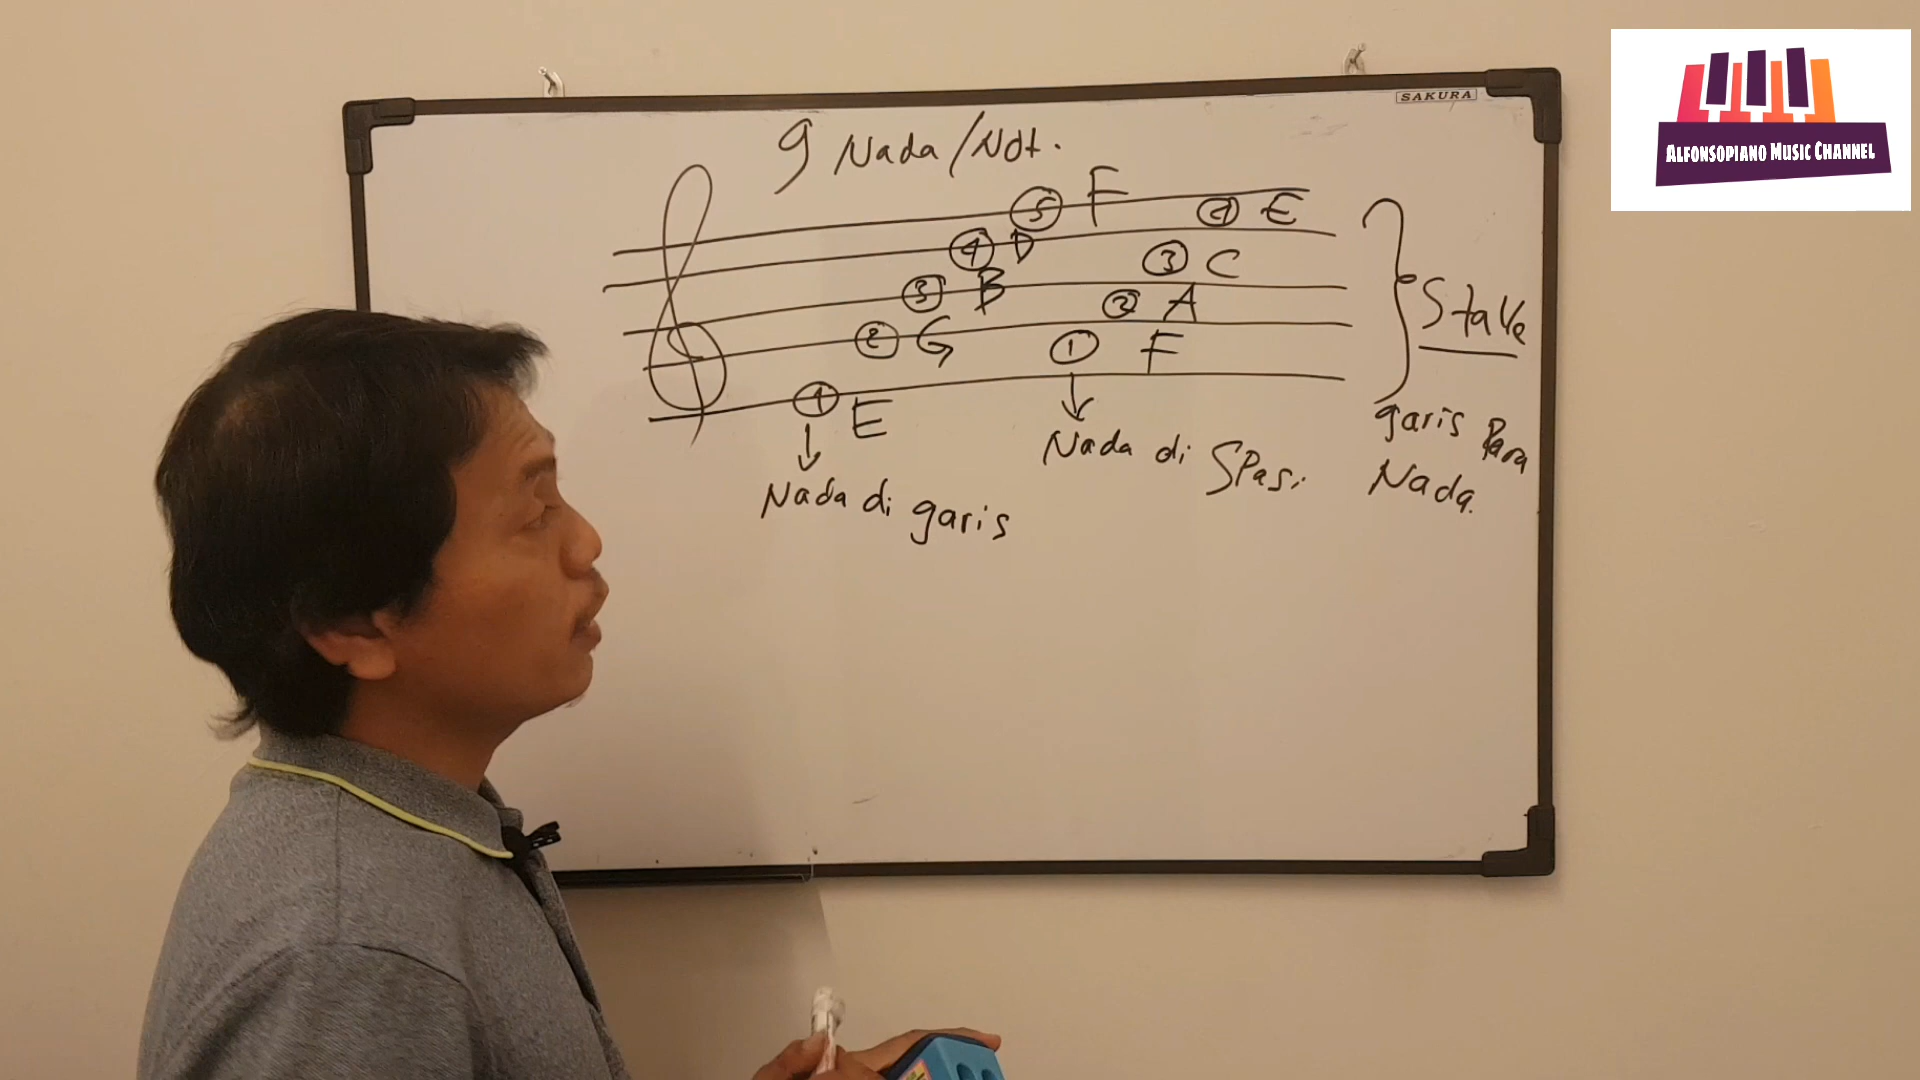 SAKURA
ALFONSOPIANO MUSIC CHANNEL
9 Nada/Not.
5 F 4 E
4 D 3 C
3 B 2 A
2 G 1 F
1 E
Stave
garis Para
Nada.
Nada di Spasi
Nada di garis